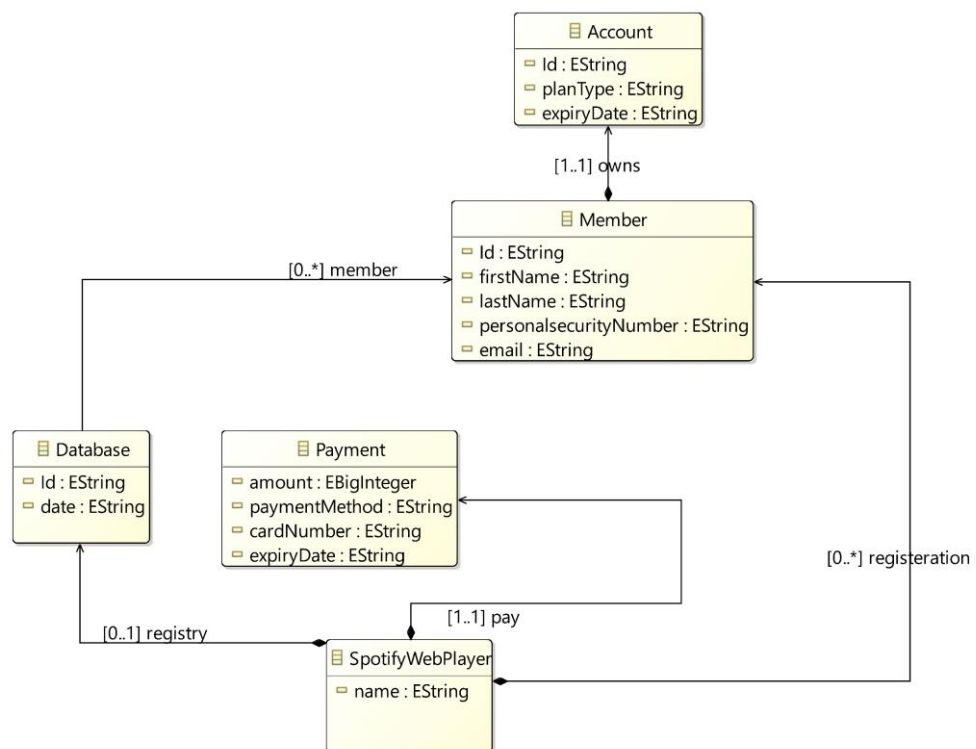 Account
Id : EString
planType : EString
expiryDate : EString
[1..1] owns
Member
Id : EString
firstName : EString
lastName : EString
personalsecurityNumber : EString
email : EString
[0..*] member
Database
Id : EString
date : EString
Payment
amount : EBigInteger
paymentMethod : EString
cardNumber : EString
expiryDate : EString
[0..*] registeration
[1..1] pay
[0..1] registry
SpotifyWebPlayer
name : EString